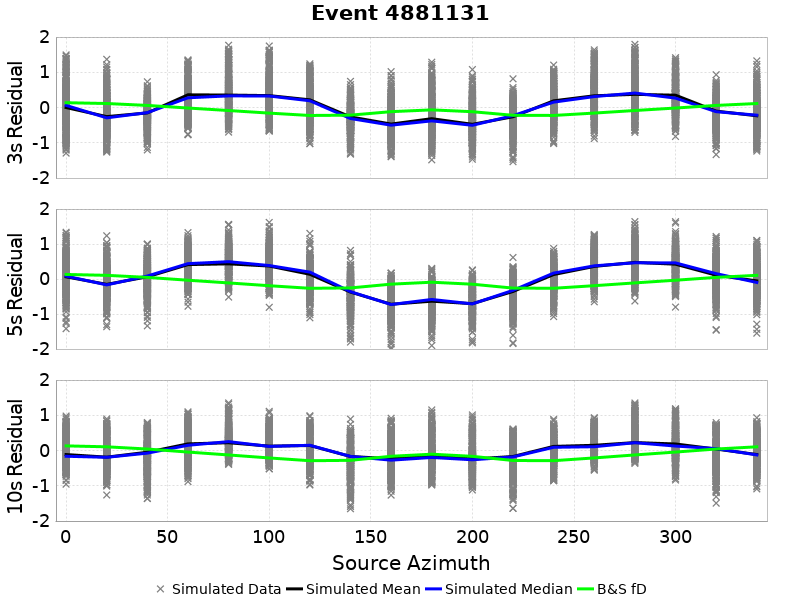 Event 4881131
3s Residual
2
1
0
-1
-2
5s Residual
2
1
0
-1
-2
10s Residual
2
1
0
-1
-2
0 50 100 150 200 250 300
Source Azimuth
Simulated Data Simulated Mean Simulated Median B&S fD